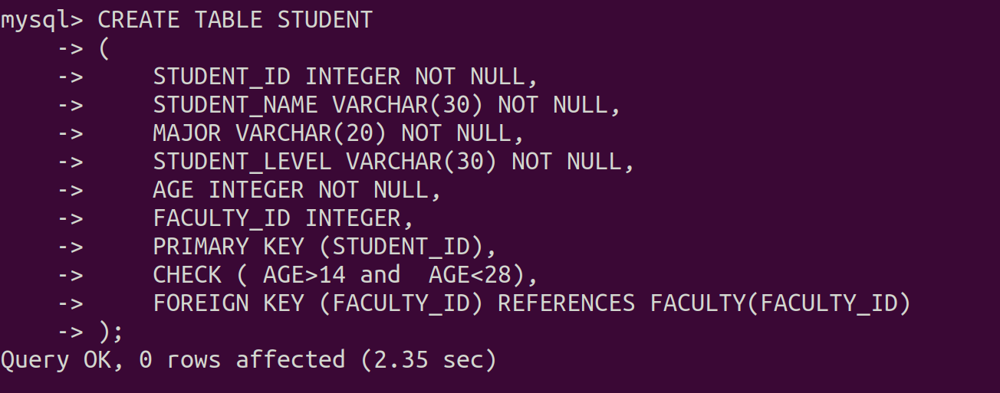 mysql> CREATE TABLE STUDENT
    -> (
    ->     STUDENT_ID INTEGER NOT NULL,
    ->     STUDENT_NAME VARCHAR(30) NOT NULL,
    ->     MAJOR VARCHAR(20) NOT NULL,
    ->     STUDENT_LEVEL VARCHAR(30) NOT NULL,
    ->     AGE INTEGER NOT NULL,
    ->     FACULTY_ID INTEGER,
    ->     PRIMARY KEY (STUDENT_ID),
    ->     CHECK ( AGE>14 and  AGE<28),
    ->     FOREIGN KEY (FACULTY_ID) REFERENCES FACULTY(FACULTY_ID)
    -> );
Query OK, 0 rows affected (2.35 sec)